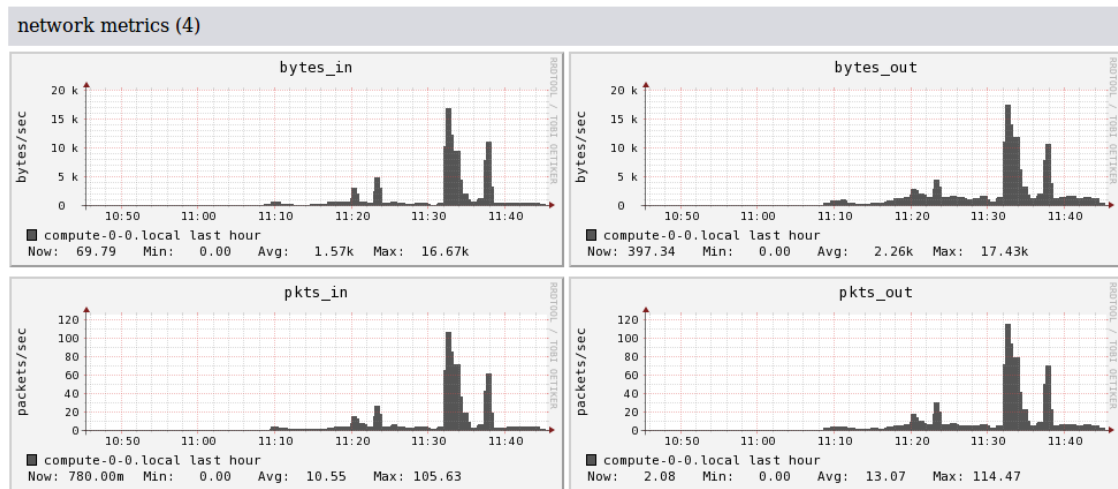 network metrics (4)
bytes_in
RRDTOOL / TOBI OETIKER
bytes/sec
20 k
15 k
10 k
5 k
0
10:50 11:00 11:10 11:20 11:30 11:40
compute-0-0.local last hour
Now: 69.79 Min: 0.00 Avg: 1.57k Max: 16.67k
bytes_out
RRDTOOL / TOBI OETIKER
bytes/sec
20 k
15 k
10 k
5 k
0
10:50 11:00 11:10 11:20 11:30 11:40
compute-0-0.local last hour
Now: 397.34 Min: 0.00 Avg: 2.26k Max: 17.43k
pkts_in
RRDTOOL / TOBI OETIKER
packets/sec
120
100
80
60
40
20
0
10:50 11:00 11:10 11:20 11:30 11:40
compute-0-0.local last hour
Now: 780.00m Min: 0.00 Avg: 10.55 Max: 105.63
pkts_out
RRDTOOL / TOBI OETIKER
packets/sec
120
100
80
60
40
20
0
10:50 11:00 11:10 11:20 11:30 11:40
compute-0-0.local last hour
Now: 2.08 Min: 0.00 Avg: 13.07 Max: 114.47